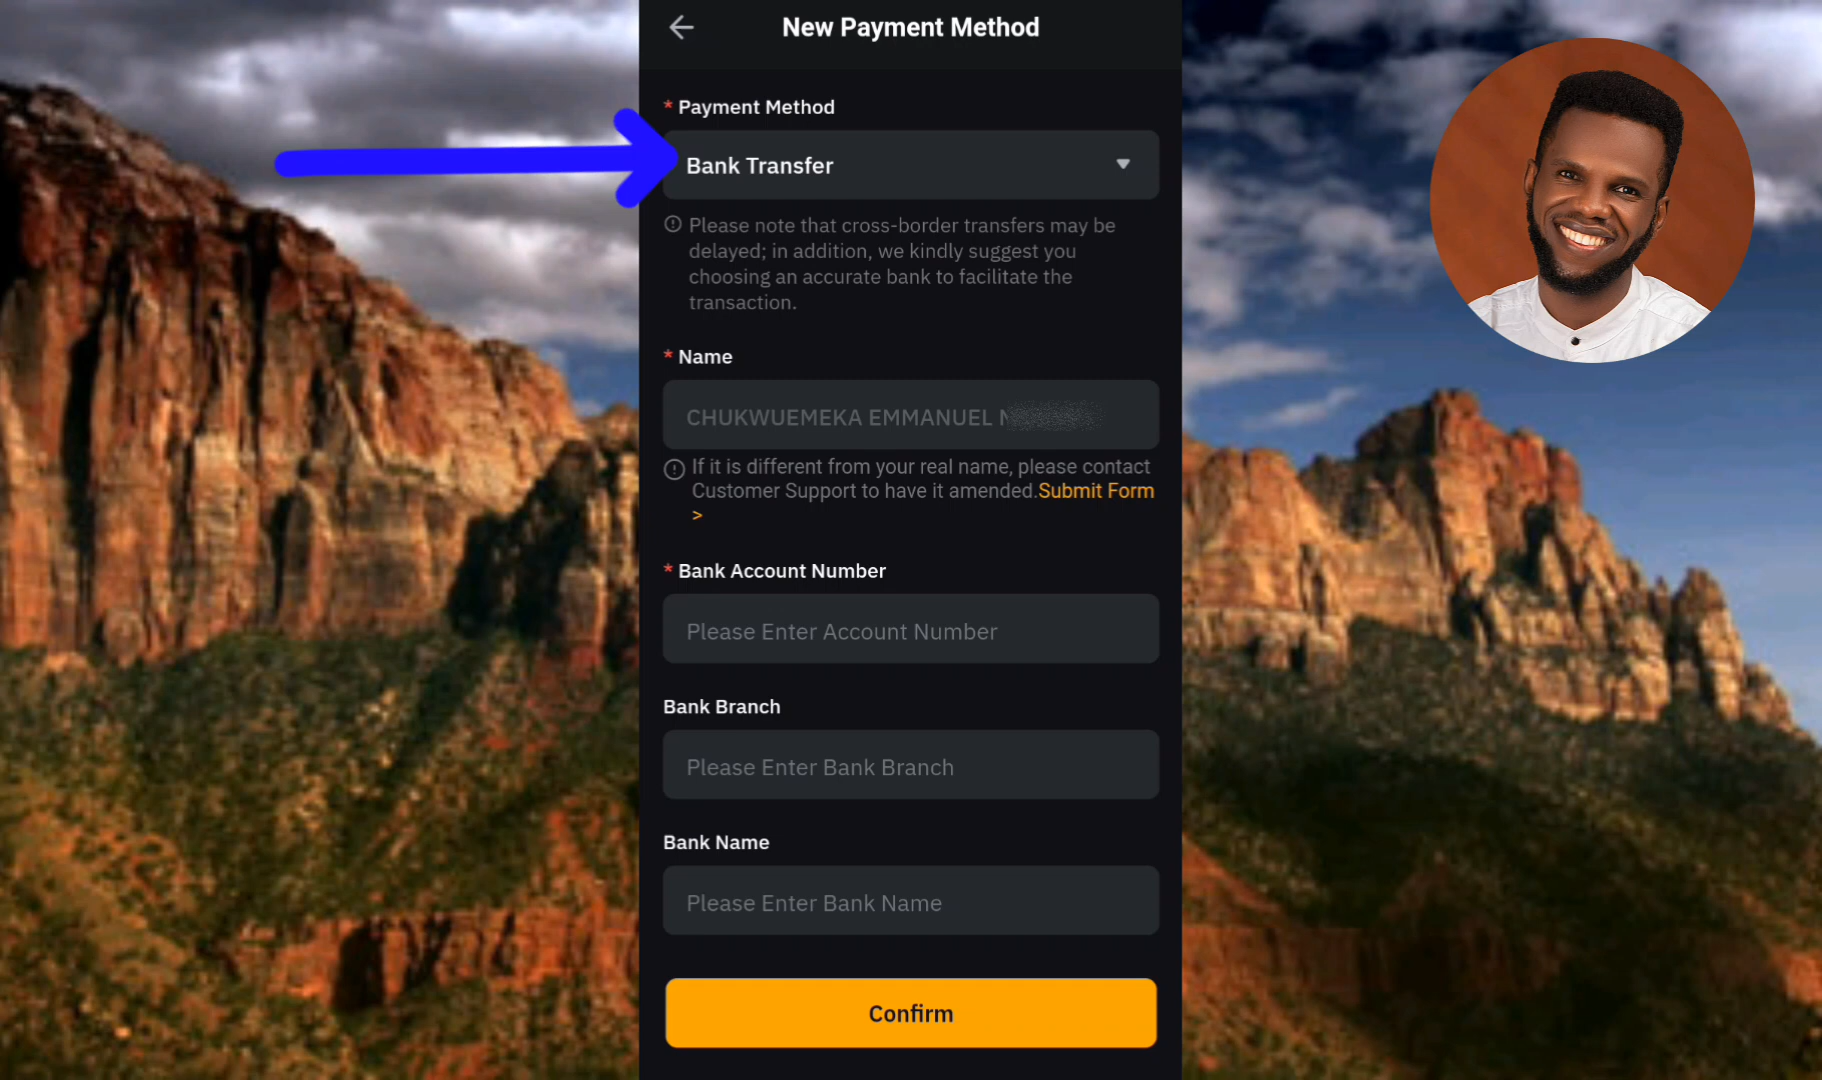 New Payment Method
* Payment Method
Bank Transfer
Please note that cross-border transfers may be
delayed; in addition, we kindly suggest you
choosing an accurate bank to facilitate the
transaction.
* Name
CHUKWUEMEKA EMMANUEL
If it is different from your real name, please contact
Customer Support to have it amended.Submit Form
>
* Bank Account Number
Please Enter Account Number
Bank Branch
Please Enter Bank Branch
Bank Name
Please Enter Bank Name
Confirm